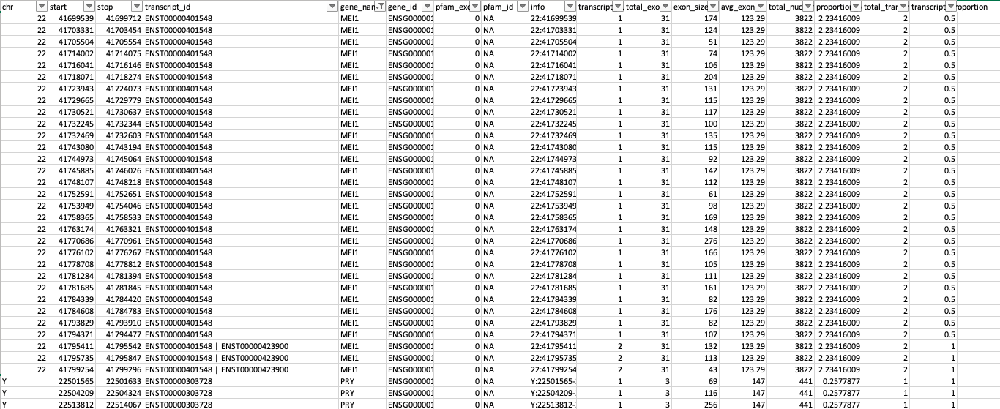 chr start stop transcript_id gene_nan gene_id pfam_exc pfam_id info transcript total_exo exon_size avg_exon total_nuc proportio total_tran transcript roportion
22 41699539 41699712 ENST00000401548 MEI1 ENSG000001 0 NA 22:41699539 1 31 174 123.29 3822 2.23416009 2 0.5
22 41703331 41703454 ENST00000401548 MEI1 ENSG000001 0 NA 22:41703331 1 31 124 123.29 3822 2.23416009 2 0.5
22 41705504 41705554 ENST00000401548 MEI1 ENSG000001 0 NA 22:41705504 1 31 51 123.29 3822 2.23416009 2 0.5
22 41714002 41714075 ENST00000401548 MEI1 ENSG000001 0 NA 22:41714002 1 31 74 123.29 3822 2.23416009 2 0.5
22 41716041 41716146 ENST00000401548 MEI1 ENSG000001 0 NA 22:41716041 1 31 106 123.29 3822 2.23416009 2 0.5
22 41718071 41718274 ENST00000401548 MEI1 ENSG000001 0 NA 22:41718071 1 31 204 123.29 3822 2.23416009 2 0.5
22 41723943 41724073 ENST00000401548 MEI1 ENSG000001 0 NA 22:41723943 1 31 131 123.29 3822 2.23416009 2 0.5
22 41729665 41729779 ENST00000401548 MEI1 ENSG000001 0 NA 22:41729665 1 31 115 123.29 3822 2.23416009 2 0.5
22 41730521 41730637 ENST00000401548 MEI1 ENSG000001 0 NA 22:41730521 1 31 117 123.29 3822 2.23416009 2 0.5
22 41732245 41732344 ENST00000401548 MEI1 ENSG000001 0 NA 22:41732245 1 31 100 123.29 3822 2.23416009 2 0.5
22 41732469 41732603 ENST00000401548 MEI1 ENSG000001 0 NA 22:41732469 1 31 135 123.29 3822 2.23416009 2 0.5
22 41743080 41743194 ENST00000401548 MEI1 ENSG000001 0 NA 22:41743080 1 31 115 123.29 3822 2.23416009 2 0.5
22 41744973 41745064 ENST00000401548 MEI1 ENSG000001 0 NA 22:41744973 1 31 92 123.29 3822 2.23416009 2 0.5
22 41745885 41746026 ENST00000401548 MEI1 ENSG000001 0 NA 22:41745885 1 31 142 123.29 3822 2.23416009 2 0.5
22 41748107 41748218 ENST00000401548 MEI1 ENSG000001 0 NA 22:41748107 1 31 112 123.29 3822 2.23416009 2 0.5
22 41752591 41752651 ENST00000401548 MEI1 ENSG000001 0 NA 22:41752591 1 31 61 123.29 3822 2.23416009 2 0.5
22 41753949 41754046 ENST00000401548 MEI1 ENSG000001 0 NA 22:41753949 1 31 98 123.29 3822 2.23416009 2 0.5
22 41758365 41758533 ENST00000401548 MEI1 ENSG000001 0 NA 22:41758365 1 31 169 123.29 3822 2.23416009 2 0.5
22 41763174 41763321 ENST00000401548 MEI1 ENSG000001 0 NA 22:41763174 1 31 148 123.29 3822 2.23416009 2 0.5
22 41770686 41770961 ENST00000401548 MEI1 ENSG000001 0 NA 22:41770686 1 31 276 123.29 3822 2.23416009 2 0.5
22 41776102 41776267 ENST00000401548 MEI1 ENSG000001 0 NA 22:41776102 1 31 166 123.29 3822 2.23416009 2 0.5
22 41778708 41778812 ENST00000401548 MEI1 ENSG000001 0 NA 22:41778708 1 31 105 123.29 3822 2.23416009 2 0.5
22 41781284 41781394 ENST00000401548 MEI1 ENSG000001 0 NA 22:41781284 1 31 111 123.29 3822 2.23416009 2 0.5
22 41781685 41781845 ENST00000401548 MEI1 ENSG000001 0 NA 22:41781685 1 31 161 123.29 3822 2.23416009 2 0.5
22 41784339 41784420 ENST00000401548 MEI1 ENSG000001 0 NA 22:41784339 1 31 82 123.29 3822 2.23416009 2 0.5
22 41784608 41784783 ENST00000401548 MEI1 ENSG000001 0 NA 22:41784608 1 31 176 123.29 3822 2.23416009 2 0.5
22 41793829 41793910 ENST00000401548 MEI1 ENSG000001 0 NA 22:41793829 1 31 82 123.29 3822 2.23416009 2 0.5
22 41794371 41794477 ENST00000401548 MEI1 ENSG000001 0 NA 22:41794371 1 31 107 123.29 3822 2.23416009 2 0.5
22 41795411 41795542 ENST00000401548 | ENST00000423900 MEI1 ENSG000001 0 NA 22:41795411 2 31 132 123.29 3822 2.23416009 2 1
22 41795735 41795847 ENST00000401548 | ENST00000423900 MEI1 ENSG000001 0 NA 22:41795735 2 31 113 123.29 3822 2.23416009 2 1
22 41799254 41799296 ENST00000401548 | ENST00000423900 MEI1 ENSG000001 0 NA 22:41799254 2 31 43 123.29 3822 2.23416009 2 1
Y 22501565 22501633 ENST00000303728 PRY ENSG000001 0 NA Y:22501565- 1 3 69 147 441 0.2577877 1 1
Y 22504209 22504324 ENST00000303728 PRY ENSG000001 0 NA Y:22504209- 1 3 116 147 441 0.2577877 1 1
Y 22513812 22514067 ENST00000303728 PRY ENSG000001 0 NA Y:22513812- 1 3 256 147 441 0.2577877 1 1